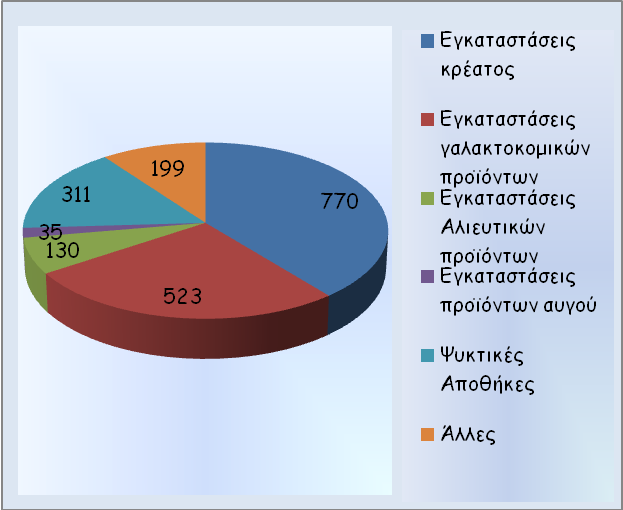 770
523
130
35
311
199
Εγκαταστάσεις
κρέατος
Εγκαταστάσεις
γαλακτοκομικών
προϊόντων
Εγκαταστάσεις
Αλιευτικών
προϊόντων
Εγκαταστάσεις
προϊόντων αυγού
Ψυκτικές
Αποθήκες
Άλλες